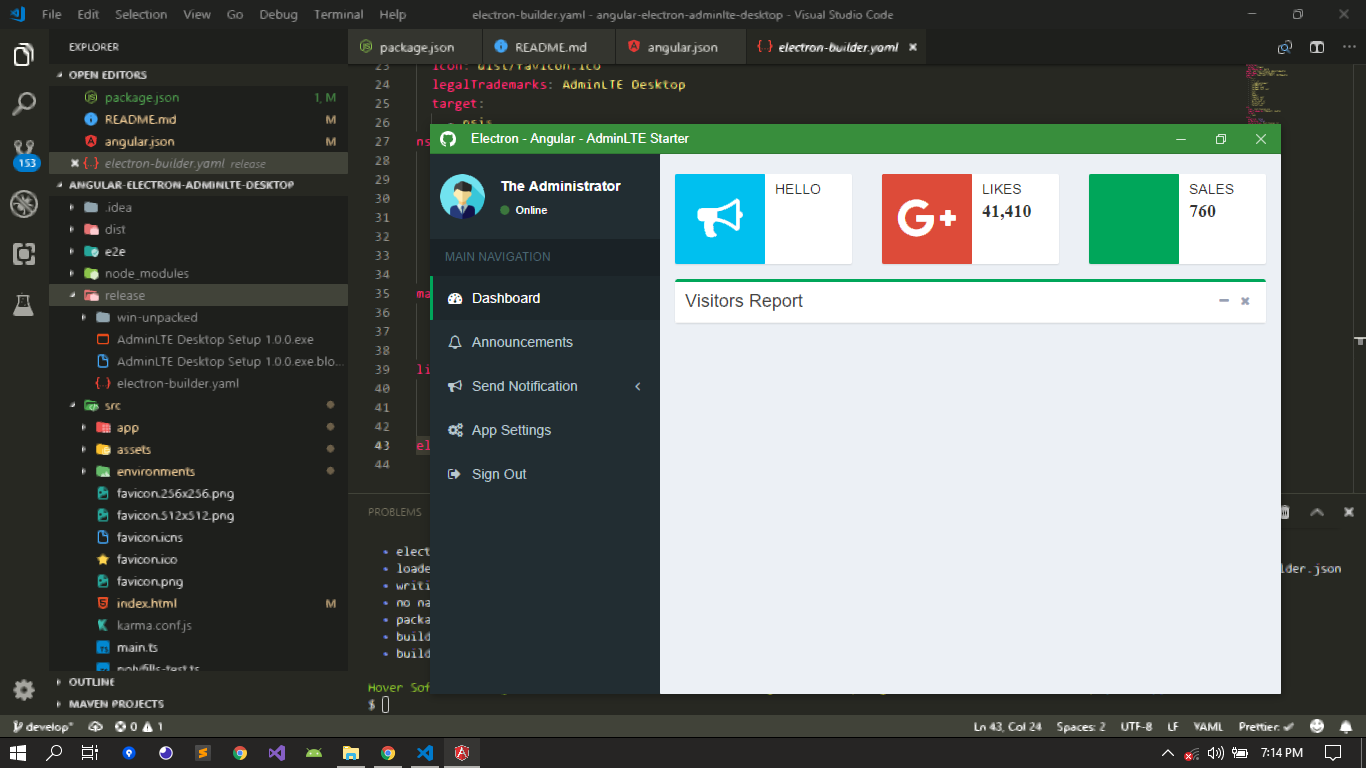 File Edit Selection View Go Debug Terminal Help
electron-builder.yaml - angular-electron-adminlte-desktop - Visual Studio Code
EXPLORER
package.json
README.md
angular.json
{··} electron-builder.yaml
OPEN EDITORS
package.json 1, M
README.md M
angular.json M
{··} electron-builder.yaml release
153
ANGULAR-ELECTRON-ADMINLTE-DESKTOP
.idea
dist
e2e
node_modules
release
win-unpacked
AdminLTE Desktop Setup 1.0.0.exe
AdminLTE Desktop Setup 1.0.0.exe.blo...
{··} electron-builder.yaml
src
app
assets
environments
favicon.256x256.png
favicon.512x512.png
favicon.icns
favicon.ico
favicon.png
index.html M
karma.conf.js
main.ts
polyfills-test.ts
OUTLINE
MAVEN PROJECTS
23 icon: dist/favicon.ico
24 legalTrademarks: AdminLTE Desktop
25 target:
26 - nsis
27 ns
28
29
30
31
32
33
34
35 ma
36
37
38
39 li
40
41
42
43 el
44
Electron - Angular - AdminLTE Starter
The Administrator
Online
MAIN NAVIGATION
Dashboard
Announcements
Send Notification
App Settings
Sign Out
HELLO
LIKES
41,410
SALES
760
Visitors Report
PROBLEMS
• elect
• loade
lder.json
• writi
• no na
• packa
• build
• build
Hover Sof
$
develop*
0
1
Ln 43, Col 24
Spaces: 2
UTF-8
LF
YAML
Prettier: ✓
7:14 PM